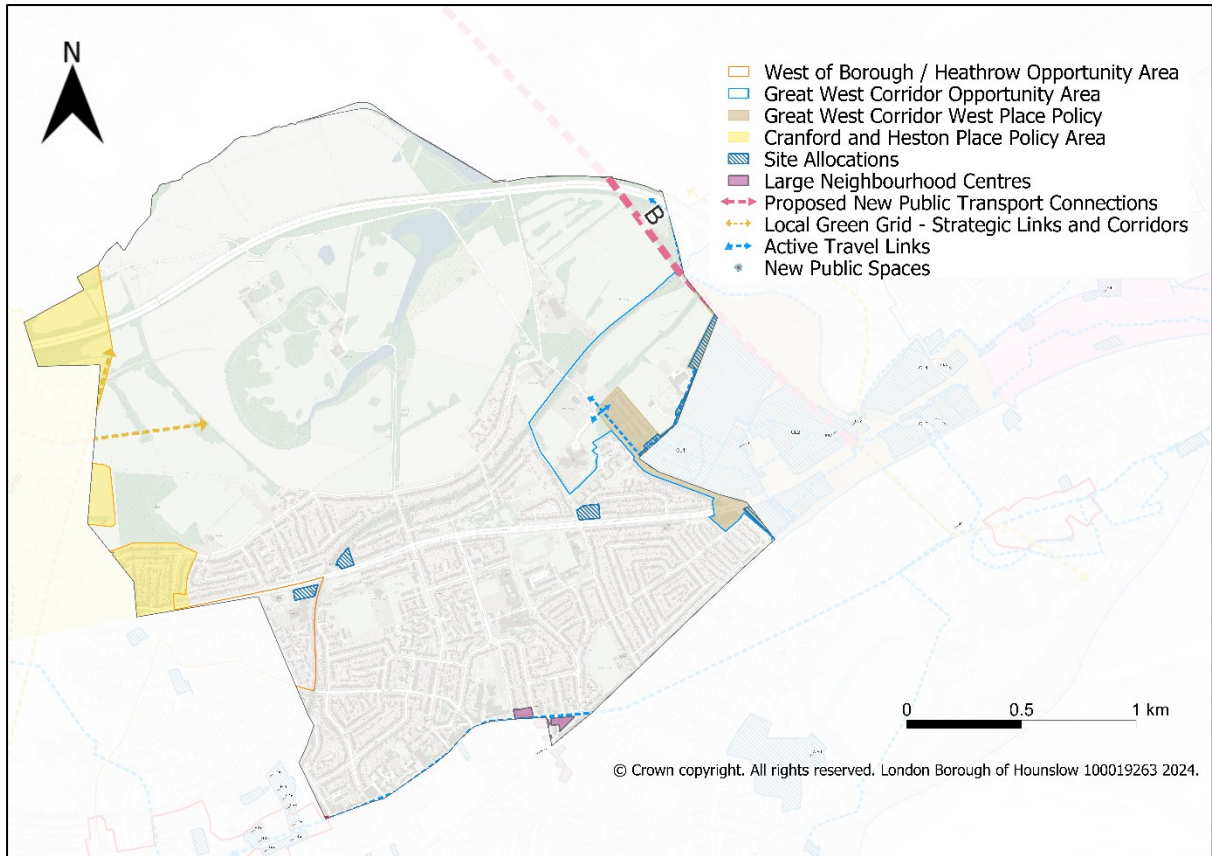 N
West of Borough / Heathrow Opportunity Area
Great West Corridor Opportunity Area
Great West Corridor West Place Policy
Cranford and Heston Place Policy Area
Site Allocations
Large Neighbourhood Centres
Proposed New Public Transport Connections
Local Green Grid - Strategic Links and Corridors
Active Travel Links
New Public Spaces
B
0 0.5 1 km
© Crown copyright. All rights reserved. London Borough of Hounslow 100019263 2024.